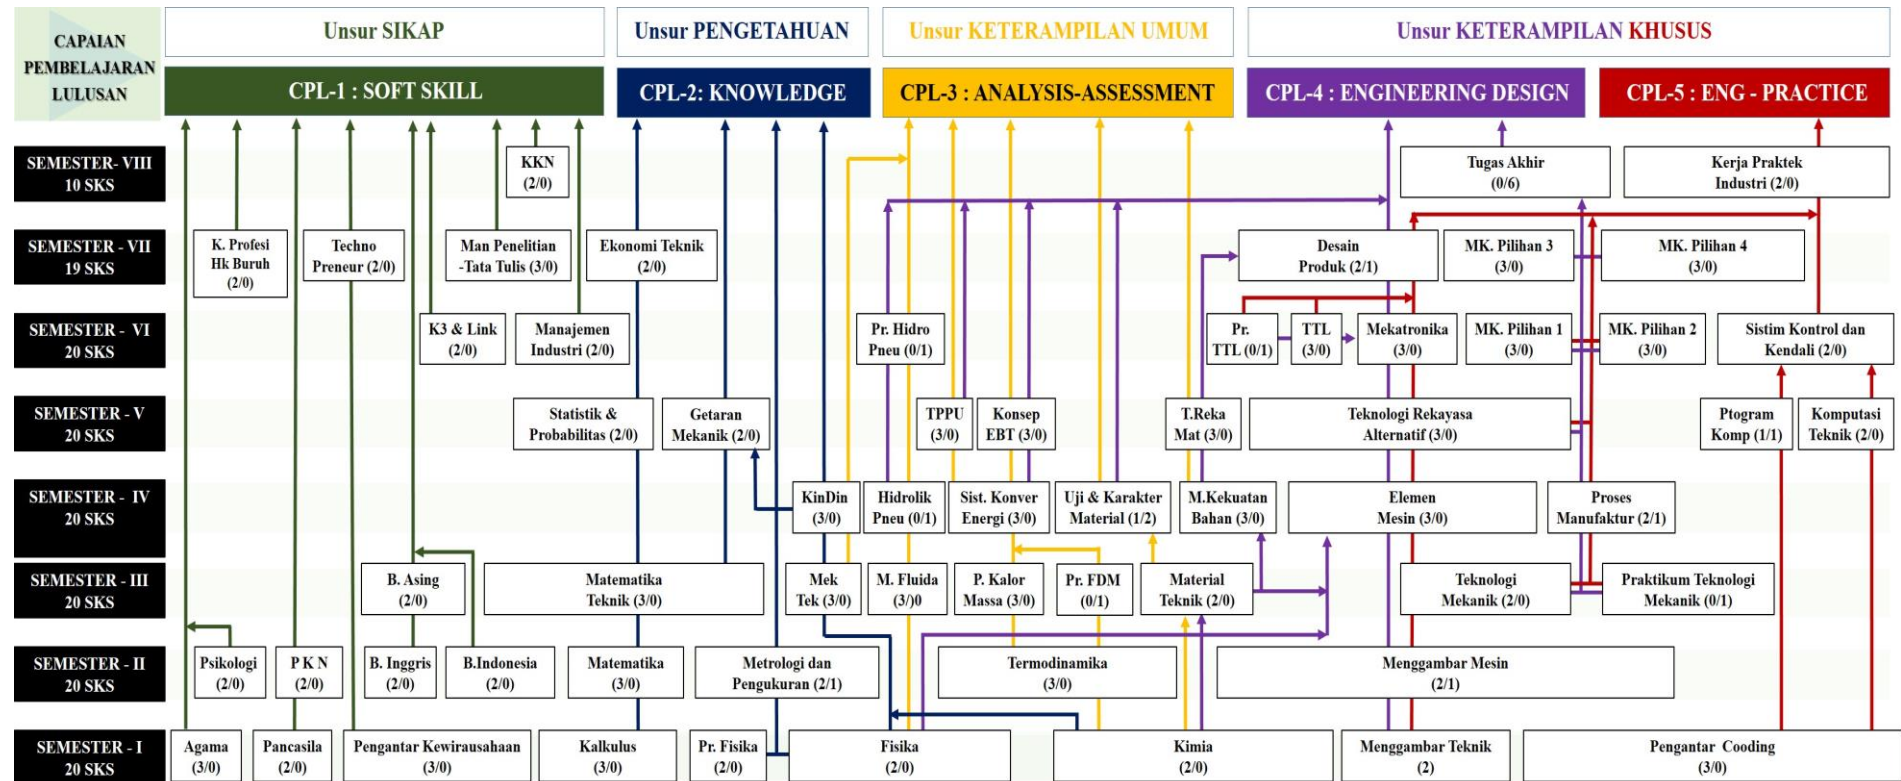 CAPAIAN
PEMBELAJARAN
LULUSAN
Unsur SIKAP
Unsur PENGETAHUAN
Unsur KETERAMPILAN UMUM
Unsur KETERAMPILAN KHUSUS
CPL-1 : SOFT SKILL
CPL-2: KNOWLEDGE
CPL-3 : ANALYSIS-ASSESSMENT
CPL-4 : ENGINEERING DESIGN
CPL-5 : ENG - PRACTICE
SEMESTER- VIII
10 SKS
KKN
(2/0)
Tugas Akhir
(0/6)
Kerja Praktek
Industri (2/0)
SEMESTER - VII
19 SKS
K. Profesi
Hk Buruh
(2/0)
Techno
Preneur (2/0)
Man Penelitian
-Tata Tulis (3/0)
Ekonomi Teknik
(2/0)
Desain
Produk (2/1)
MK. Pilihan 3
(3/0)
MK. Pilihan 4
(3/0)
SEMESTER - VI
20 SKS
K3 & Link
(2/0)
Manajemen
Industri (2/0)
Pr. Hidro
Pneu (0/1)
Pr.
TTL (0/1)
TTL
(3/0)
Mekatronika
(3/0)
MK. Pilihan 1
(3/0)
MK. Pilihan 2
(3/0)
Sistim Kontrol dan
Kendali (2/0)
SEMESTER - V
20 SKS
Statistik &
Probabilitas (2/0)
Getaran
Mekanik (2/0)
TPPU
(3/0)
Konsep
EBT (3/0)
T.Reka
Mat (3/0)
Teknologi Rekayasa
Alternatif (3/0)
Ptogram
Komp (1/1)
Komputasi
Teknik (2/0)
SEMESTER - IV
20 SKS
KinDin
(3/0)
Hidrolik
Pneu (0/1)
Sist. Konver
Energi (3/0)
Uji & Karakter
Material (1/2)
M.Kekuatan
Bahan (3/0)
Elemen
Mesin (3/0)
Proses
Manufaktur (2/1)
SEMESTER - III
20 SKS
B. Asing
(2/0)
Matematika
Teknik (3/0)
Mek
Tek (3/0)
M. Fluida
(3/)0
P. Kalor
Massa (3/0)
Pr. FDM
(0/1)
Material
Teknik (2/0)
Teknologi
Mekanik (2/0)
Praktikum Teknologi
Mekanik (0/1)
SEMESTER - II
20 SKS
Psikologi
(2/0)
P K N
(2/0)
B. Inggris
(2/0)
B.Indonesia
(2/0)
Matematika
(3/0)
Metrologi dan
Pengukuran (2/1)
Termodinamika
(3/0)
Menggambar Mesin
(2/1)
SEMESTER - I
20 SKS
Agama
(3/0)
Pancasila
(2/0)
Pengantar Kewirausahaan
(3/0)
Kalkulus
(3/0)
Pr. Fisika
(2/0)
Fisika
(2/0)
Kimia
(2/0)
Menggambar Teknik
(2)
Pengantar Cooding
(3/0)